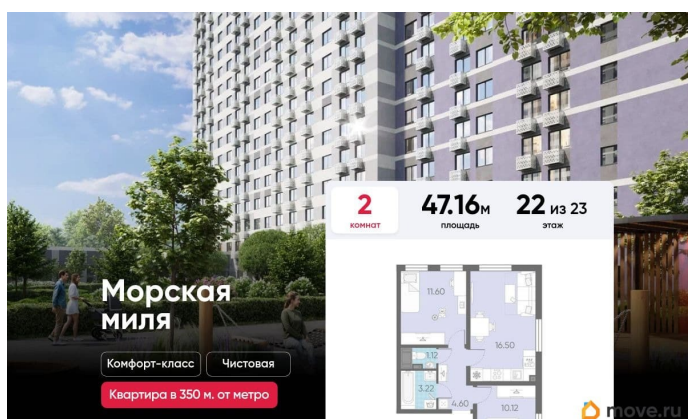 2
47.16м
22 из 23
комнат
площадь
этаж
11.60
16.50
1.12
3.22
4.60
10.12
Морская
миля
Комфорт-класс
Чистовая
Квартира в 350 м. от метро
move.ru